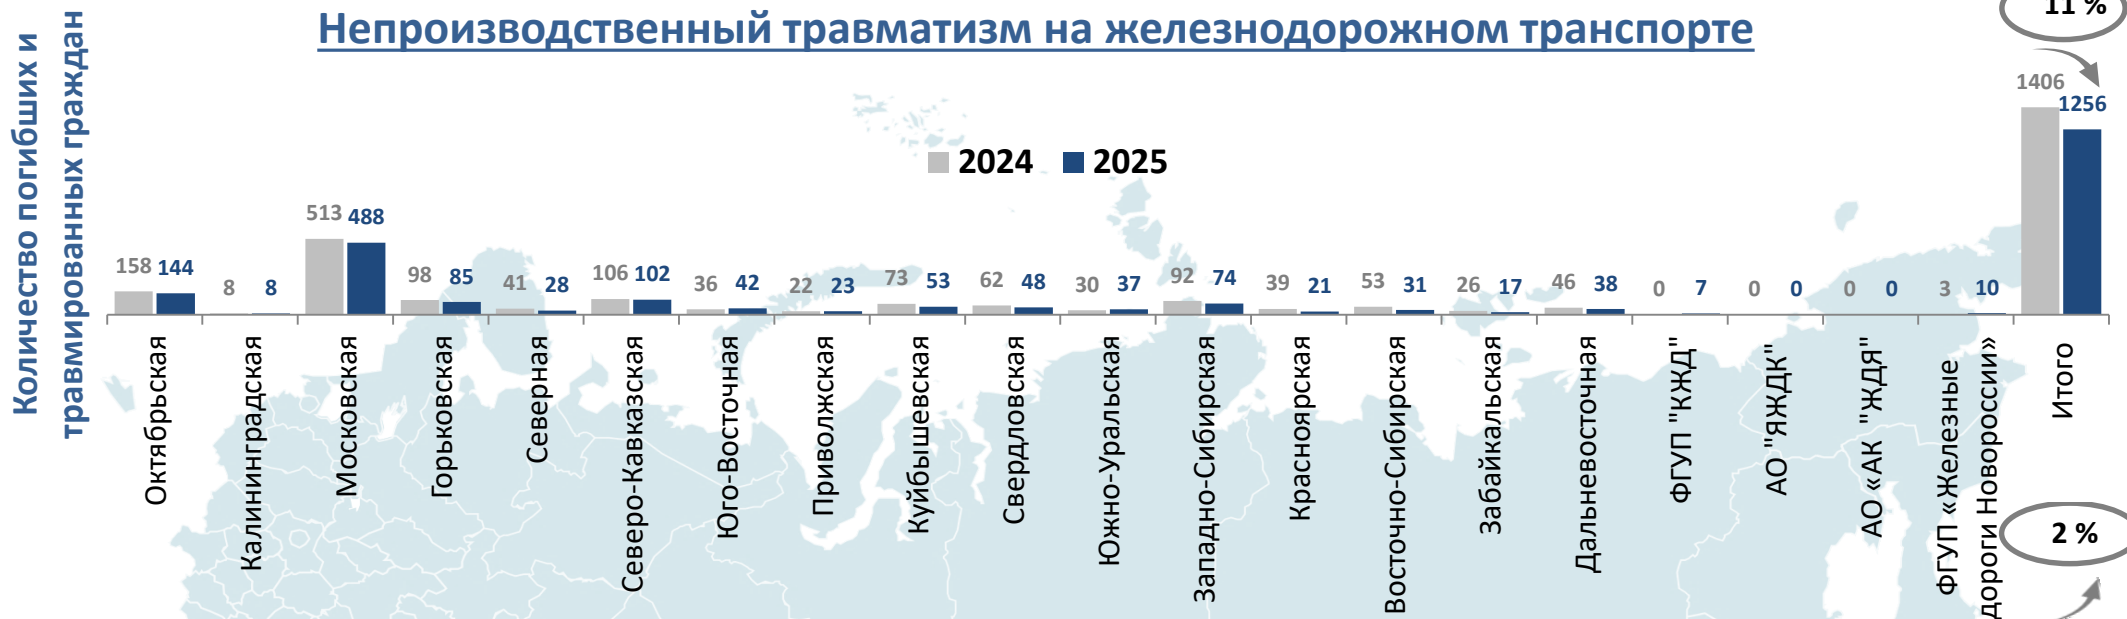 Непроизводственный травматизм на железнодорожном транспорте
Количество погибших и
травмированных граждан
11 %
2024 2025
158 144
8 8
513 488
98 85
41 28
106 102
36 42
22 23
73 53
62 48
30 37
92 74
39 21
53 31
26 17
46 38
0 7
0 0
0 0
3 10
1406 1256
Октябрьская
Калининградская
Московская
Горьковская
Северная
Северо-Кавказская
Юго-Восточная
Приволжская
Куйбышевская
Свердловская
Южно-Уральская
Западно-Сибирская
Красноярская
Восточно-Сибирская
Забайкальская
Дальневосточная
ФГУП "КЖД"
АО "ЯЖДК"
АО «АК "ЖДЯ"
ФГУП «Железные
дороги Новороссии»
Итого
2 %